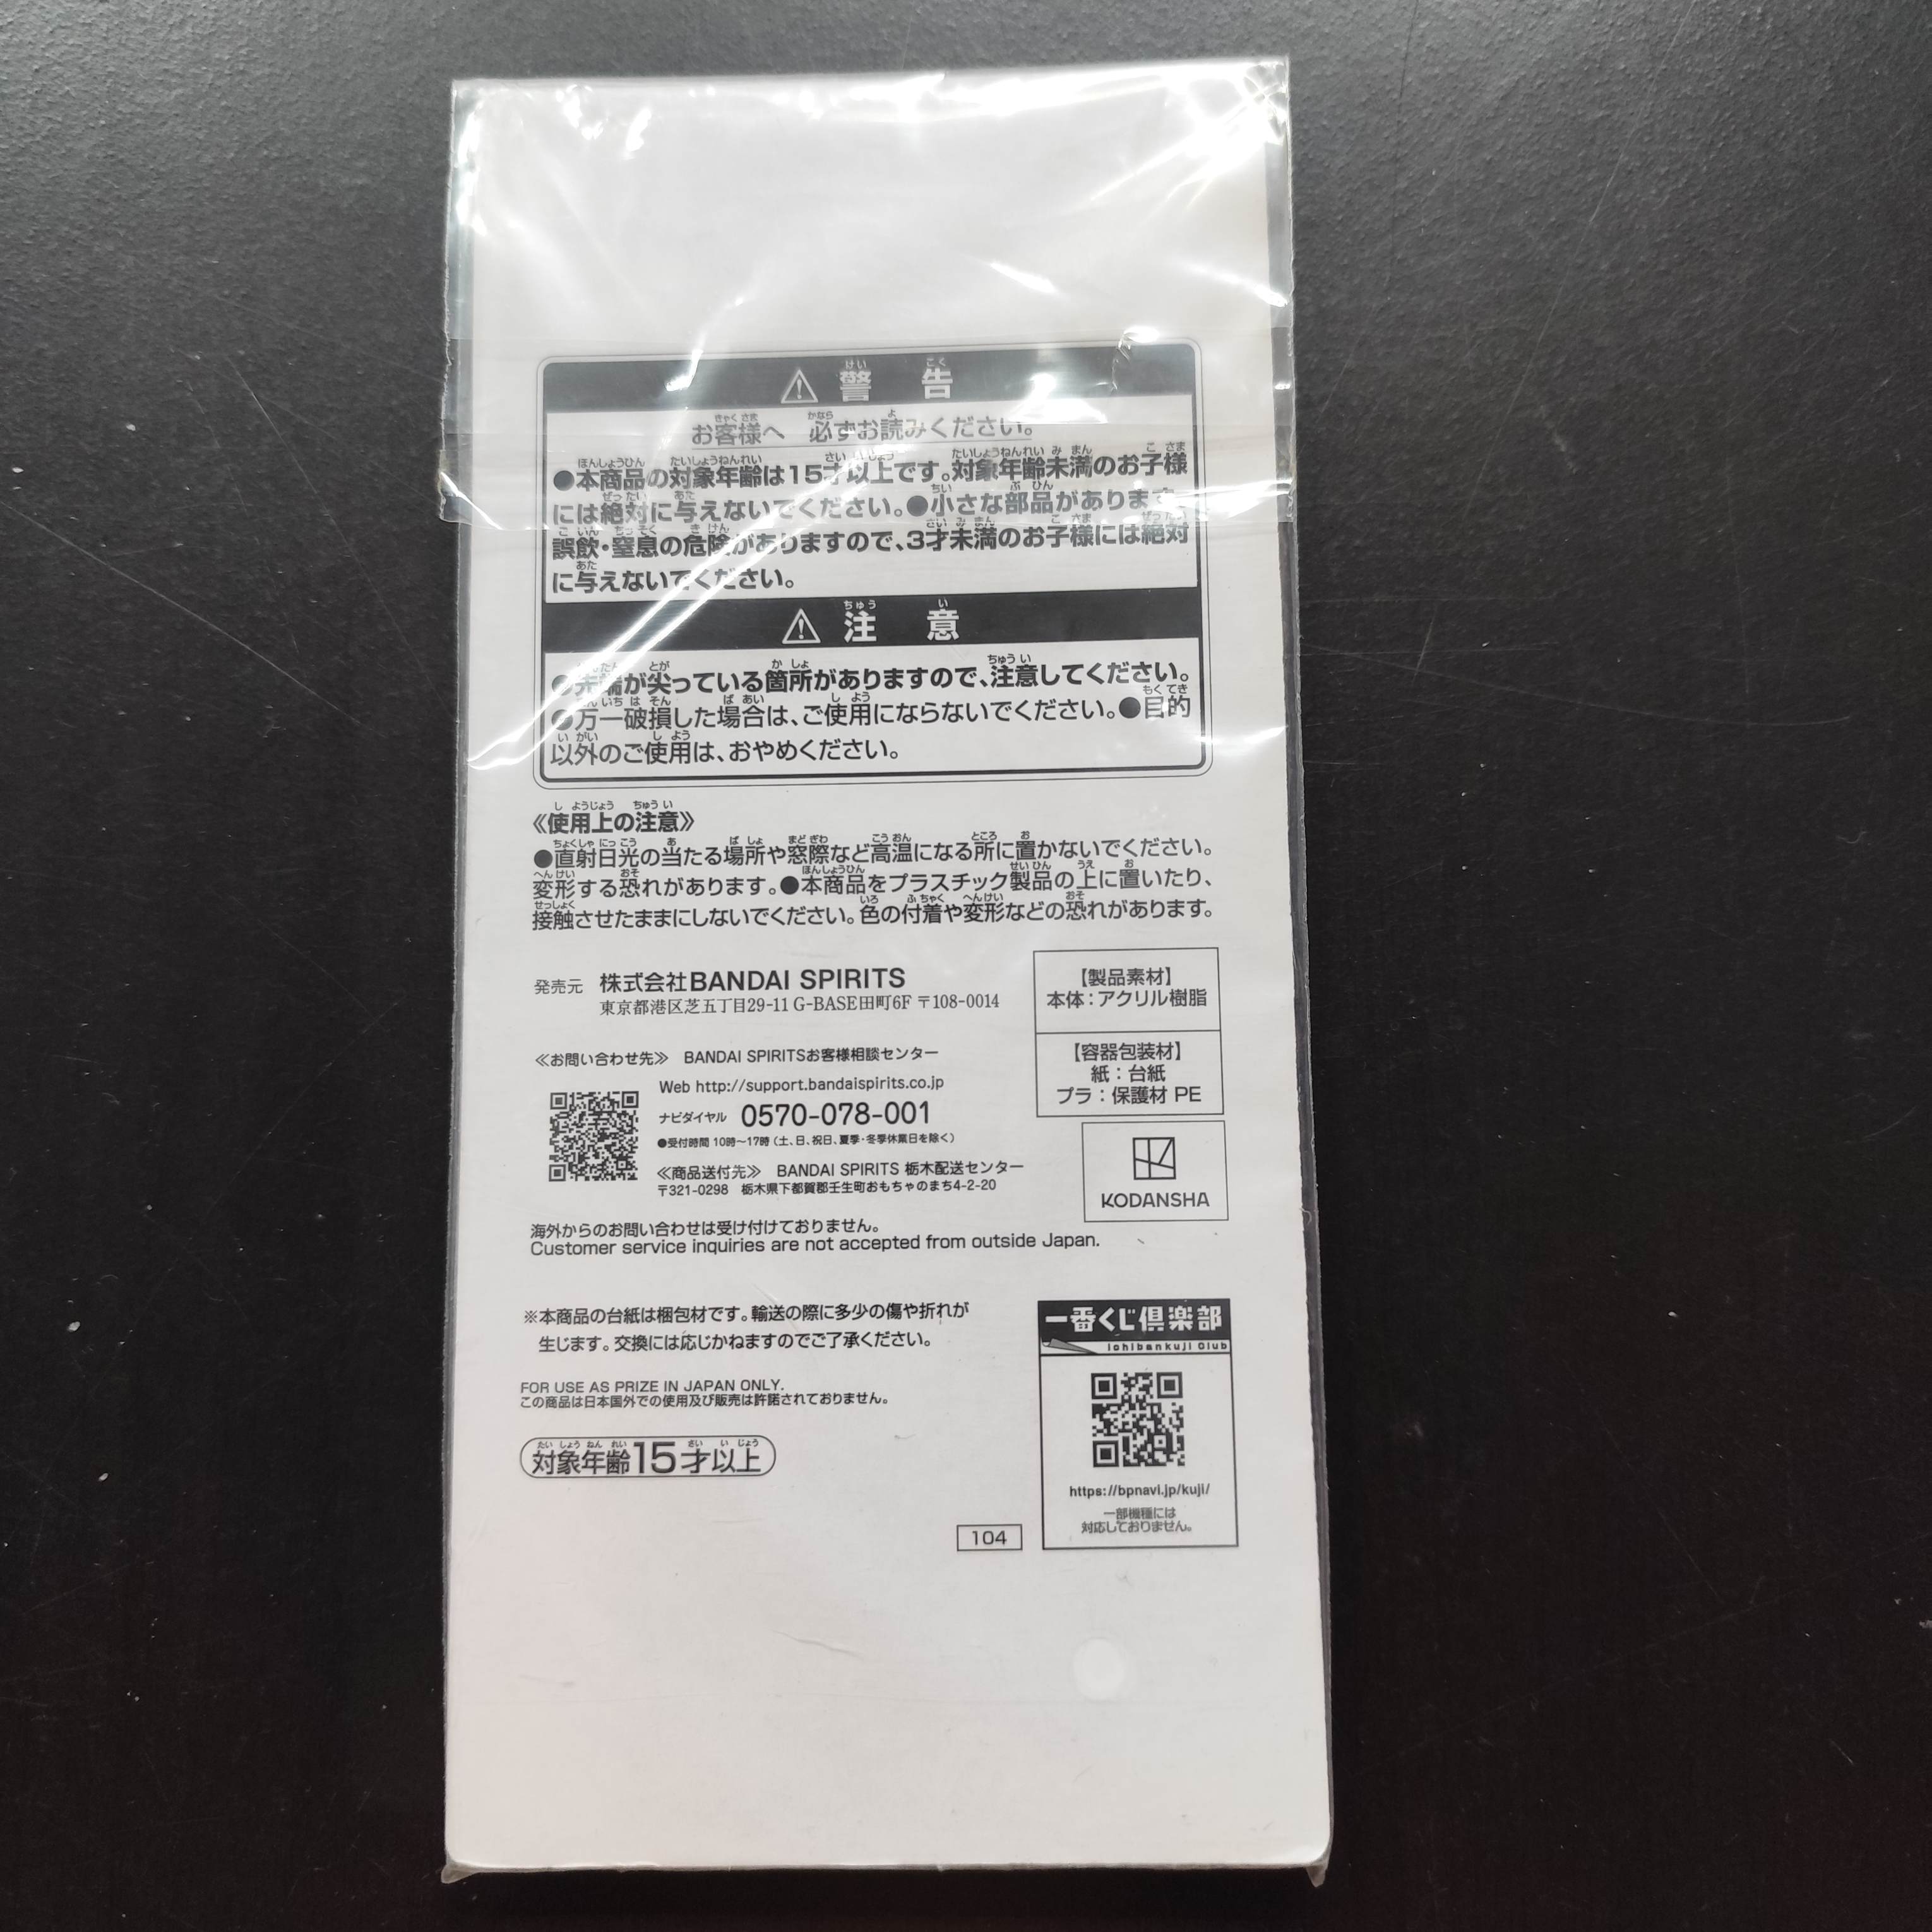 警告
お客様へ 必ずお読みください。
●本商品の対象年齢は15才以上です。対象年齢未満のお子様
には絶対に与えないでください。●小さな部品があります。
誤飲・窒息の危険がありますので、3才未満のお子様には絶対
に与えないでください。
注意
●先端が尖っている箇所がありますので、注意してください。
●万一破損した場合は、ご使用にならないでください。●目的
以外のご使用は、おやめください。
《使用上の注意》
●直射日光の当たる場所や窓際など高温になる所に置かないでください。
変形する恐れがあります。●本商品をプラスチック製品の上に置いたり、
接触させたままにしないでください。色の付着や変形などの恐れがあります。
発売元 株式会社BANDAI SPIRITS
東京都港区芝五丁目29-11 G-BASE田町6F 〒108-0014
【製品素材】
本体：アクリル樹脂
【容器包装材】
紙：台紙
プラ：保護材 PE
≪お問い合わせ先≫ BANDAI SPIRITSお客様相談センター
Web http://support.bandaispirits.co.jp
ナビダイヤル 0570-078-001
●受付時間 10時～17時（土、日、祝日、夏季・冬季休業日を除く）
≪商品送付先≫ BANDAI SPIRITS 栃木配送センター
〒321-0298 栃木県下都賀郡壬生町おもちゃのまち4-2-20
KODANSHA
海外からのお問い合わせは受け付けておりません。
Customer service inquiries are not accepted from outside Japan.
※本商品の台紙は梱包材です。輸送の際に多少の傷や折れが
生じます。交換には応じかねますのでご了承ください。
FOR USE AS PRIZE IN JAPAN ONLY.
この商品は日本国外での使用及び販売は許諾されておりません。
対象年齢15才以上
104
一番くじ倶楽部
Ichibankuji Club
https://bpnavi.jp/kuji/
一部機種には
対応しておりません。